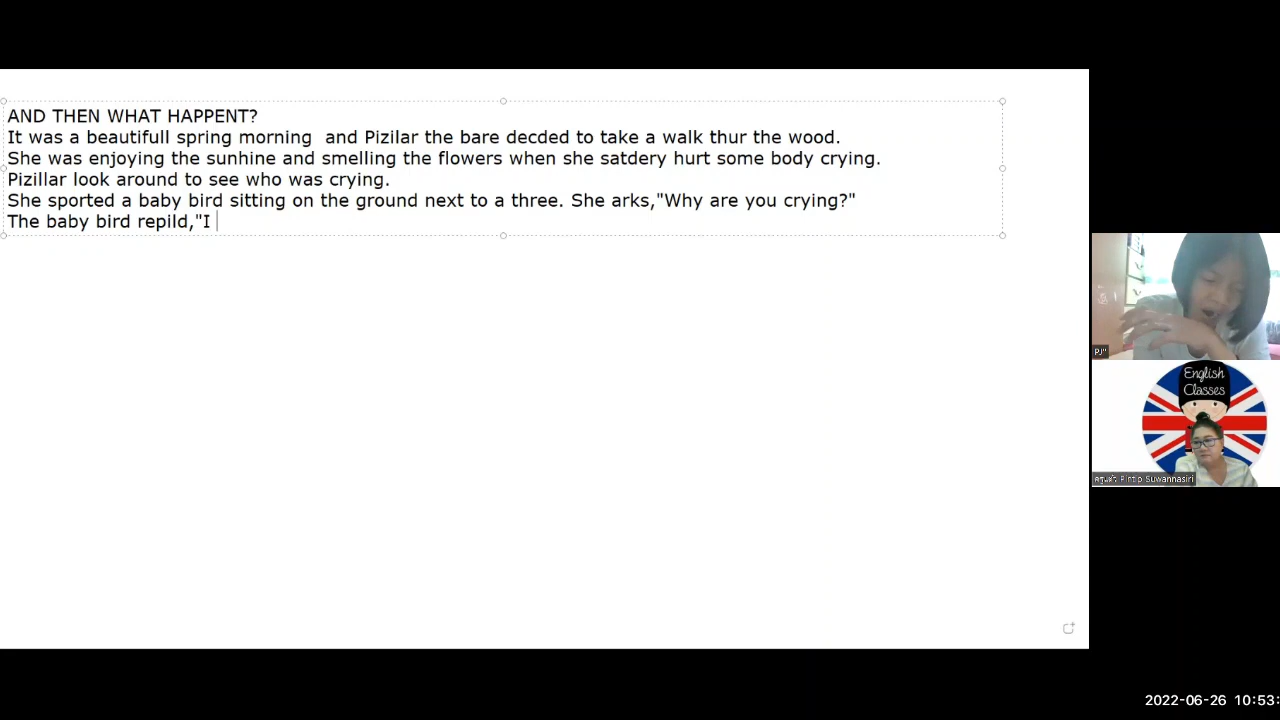 AND THEN WHAT HAPPENT?
It was a beautifull spring morning  and Pizilar the bare decded to take a walk thur the wood.
She was enjoying the sunhine and smelling the flowers when she satdery hurt some body crying.
Pizillar look around to see who was crying.
She sported a baby bird sitting on the ground next to a three. She arks,"Why are you crying?"
The baby bird repild,"I
PJ"
English
Classes
Pintip Suwannasiri
2022-06-26 10:53: